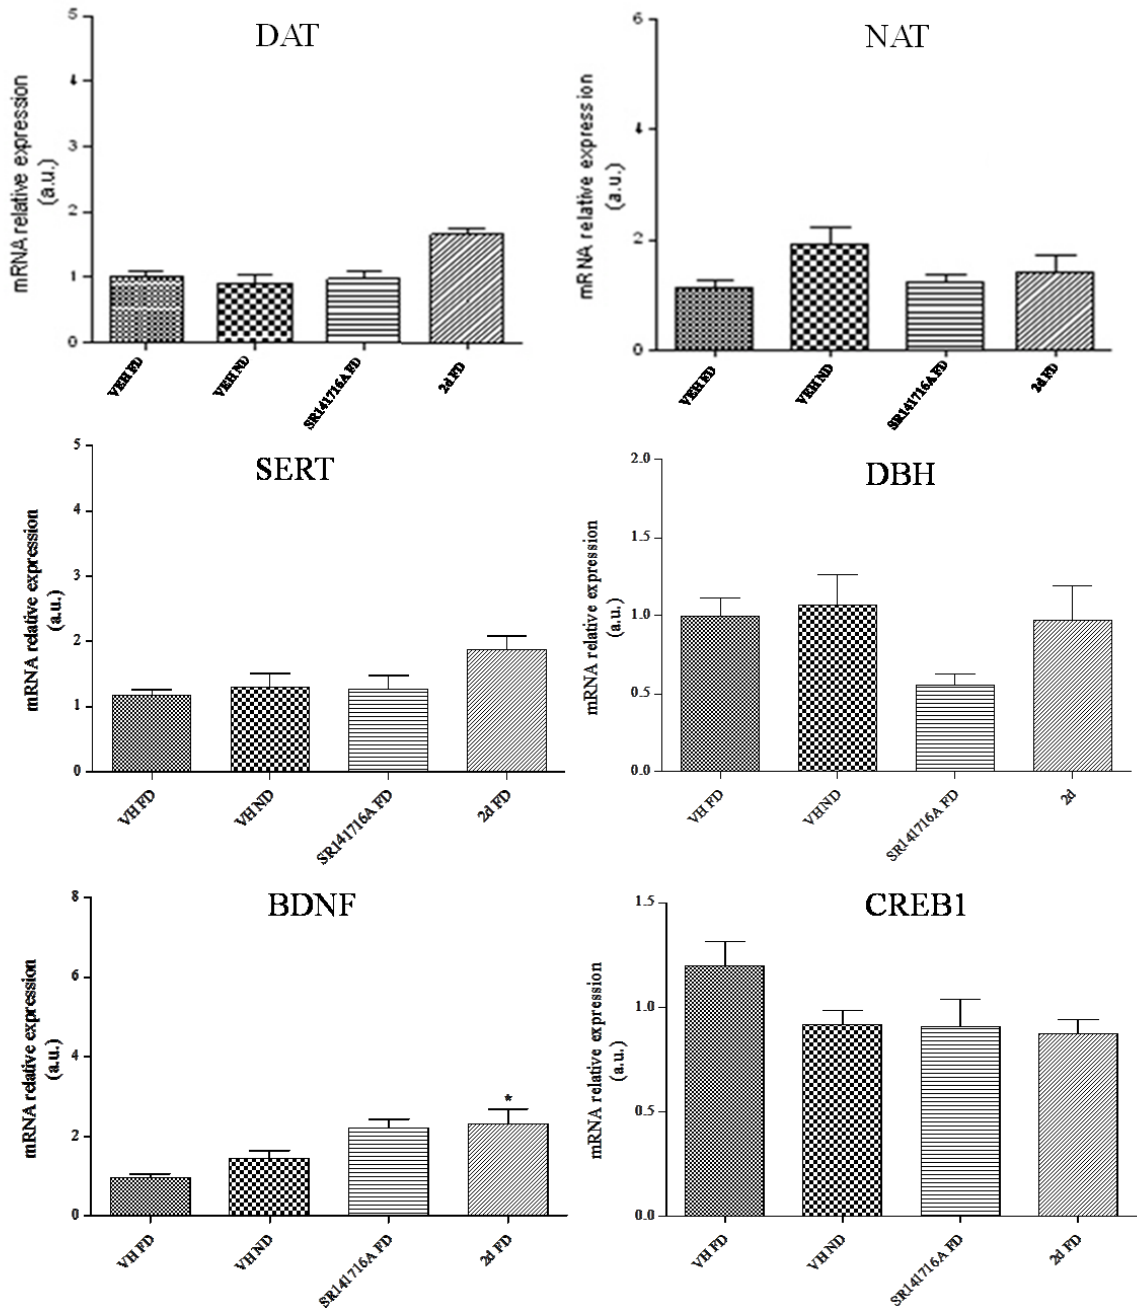 DAT
mRNA relative expression
(a.u.)
5
4
3
2
1
0
VEH FD
VEH ND
SR141716A FD
2d FD
NAT
mRNA relative expression
(a.u.)
6
4
2
0
VEH FD
VEH ND
SR141716A FD
2d FD
SERT
mRNA relative expression
(a.u.)
5
4
3
2
1
0
VH FD
VH ND
SR141716A FD
2d FD
DBH
mRNA relative expression
(a.u.)
2.0
1.5
1.0
0.5
0.0
VH FD
VH ND
SR141716A FD
2d
BDNF
mRNA relative expression
(a.u.)
8
6
4
2
0
*
VH FD
VH ND
SR141716A FD
2d FD
CREB1
mRNA relative expression
(a.u.)
1.5
1.0
0.5
0.0
VH FD
VH ND
SR141716A FD
2d FD